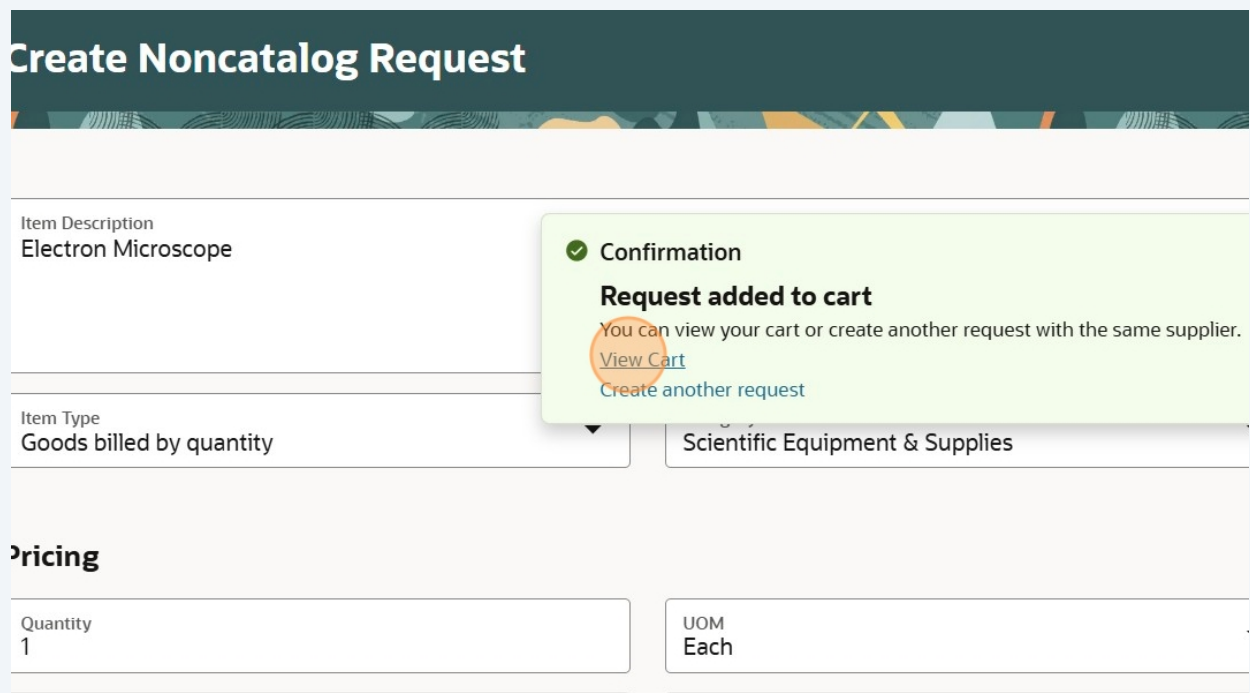 Create Noncatalog Request
Item Description
Electron Microscope
Confirmation
Request added to cart
You can view your cart or create another request with the same supplier.
View Cart
Create another request
Item Type
Goods billed by quantity
Scientific Equipment & Supplies
Pricing
Quantity
1
UOM
Each